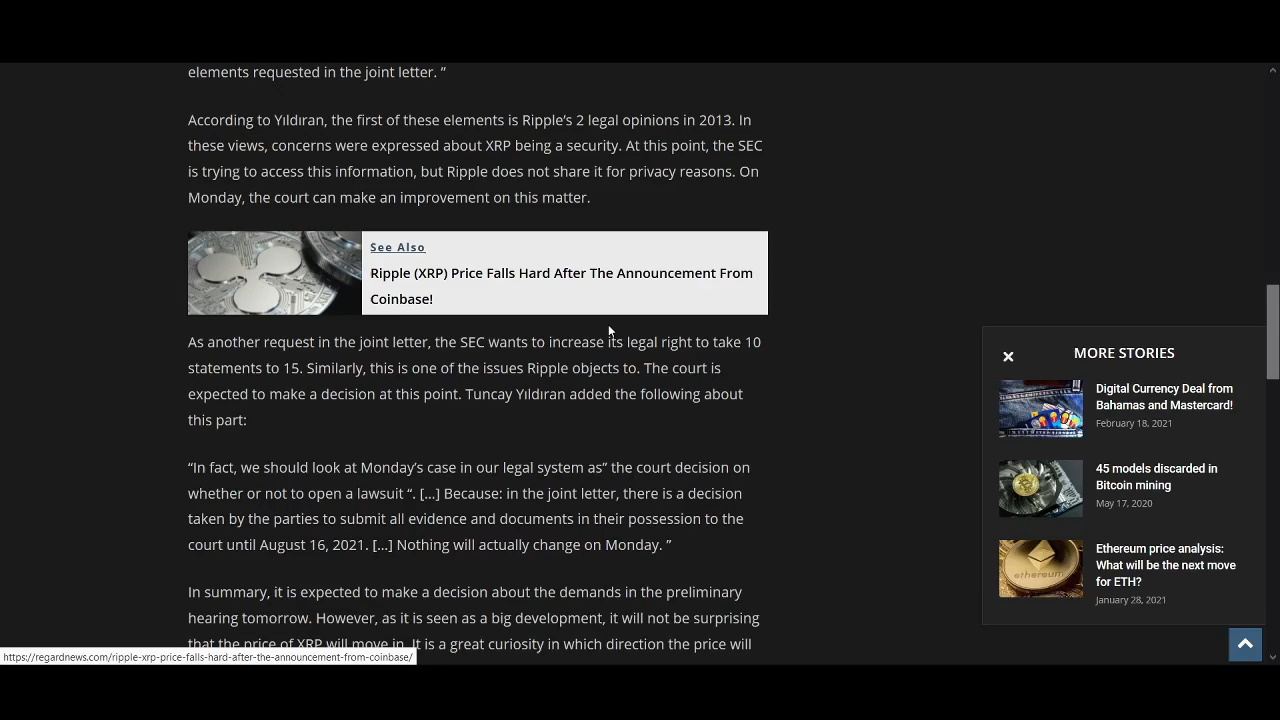 elements requested in the joint letter. ”
According to Yıldıran, the first of these elements is Ripple’s 2 legal opinions in 2013. In
these views, concerns were expressed about XRP being a security. At this point, the SEC
is trying to access this information, but Ripple does not share it for privacy reasons. On
Monday, the court can make an improvement on this matter.
See Also
Ripple (XRP) Price Falls Hard After The Announcement From
Coinbase!
As another request in the joint letter, the SEC wants to increase its legal right to take 10
statements to 15. Similarly, this is one of the issues Ripple objects to. The court is
expected to make a decision at this point. Tuncay Yıldıran added the following about
this part:
“In fact, we should look at Monday’s case in our legal system as” the court decision on
whether or not to open a lawsuit “. [...] Because: in the joint letter, there is a decision
taken by the parties to submit all evidence and documents in their possession to the
court until August 16, 2021. [...] Nothing will actually change on Monday. ”
In summary, it is expected to make a decision about the demands in the preliminary
hearing tomorrow. However, as it is seen as a big development, it will not be surprising
that the price of XRP will move in. It is a great curiosity in which direction the price will
https://regardnews.com/ripple-xrp-price-falls-hard-after-the-announcement-from-coinbase/
MORE STORIES
Digital Currency Deal from
Bahamas and Mastercard!
February 18, 2021
45 models discarded in
Bitcoin mining
May 17, 2020
ethereum
Ethereum price analysis:
What will be the next move
for ETH?
January 28, 2021